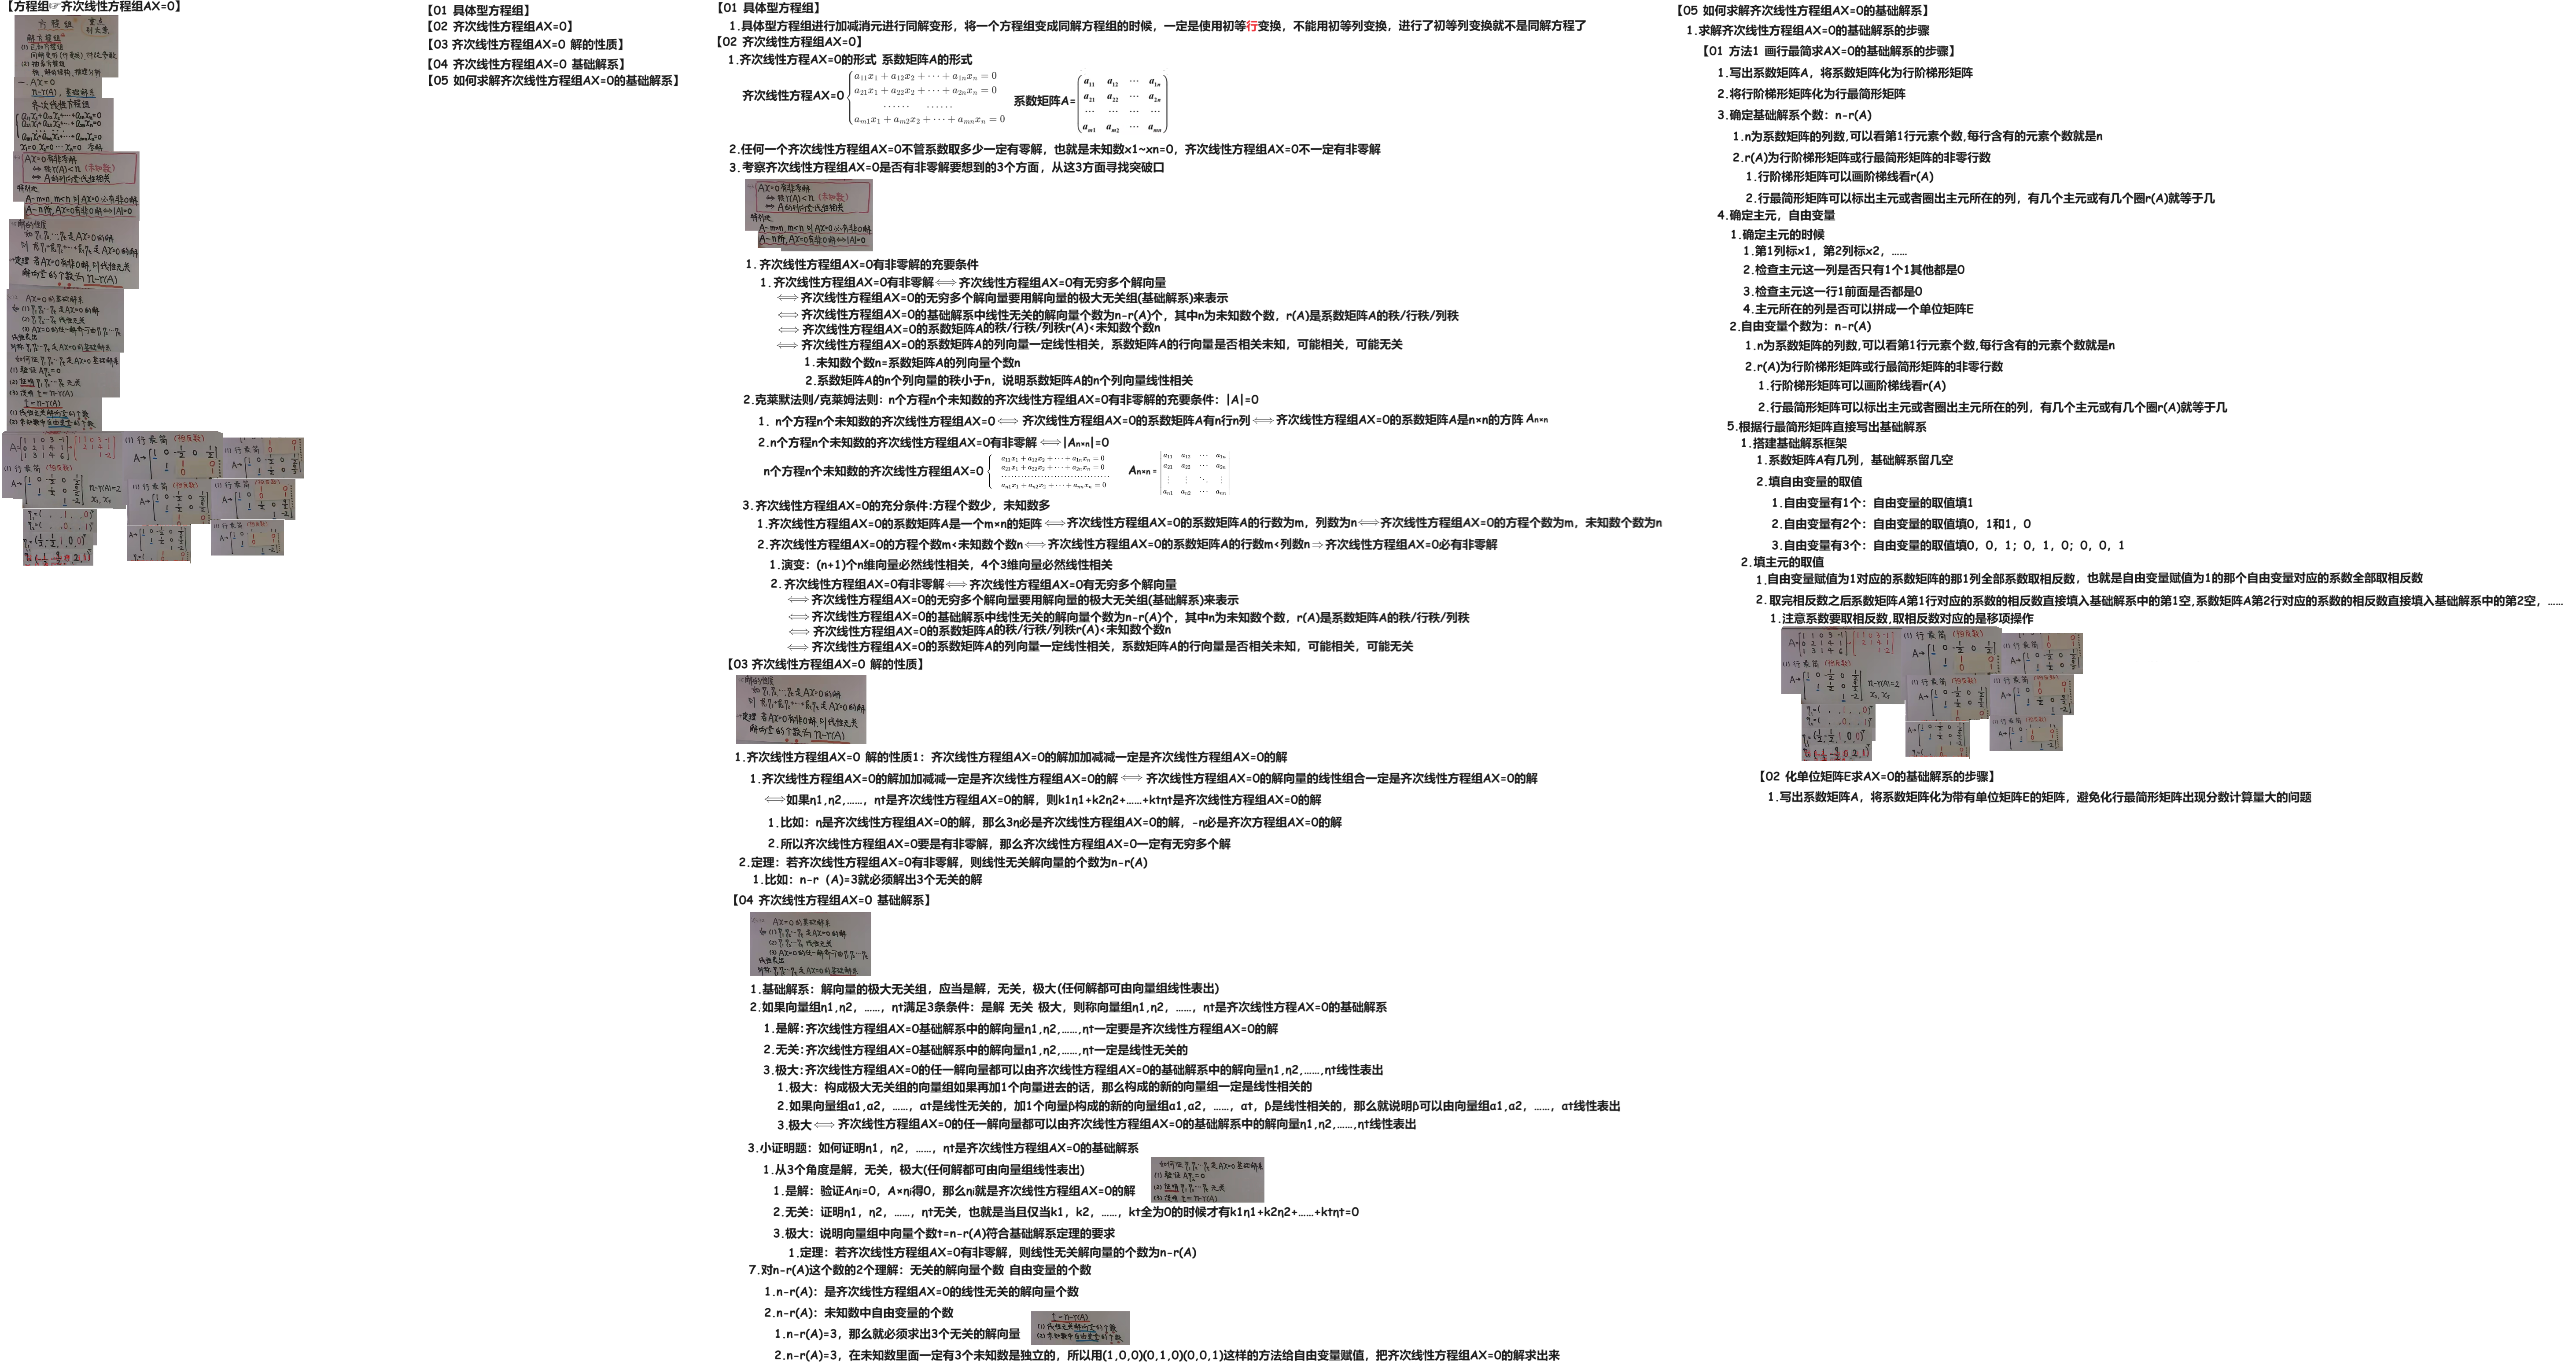 【方程组☞齐次线性方程组AX=0】
【01 具体型方程组】
【02 齐次线性方程组AX=0】
【03 齐次线性方程组AX=0 解的性质】
【04 齐次线性方程组AX=0 基础解系】
【05 如何求解齐次线性方程组AX=0的基础解系】
【01 具体型方程组】
1.具体型方程组进行加减消元进行同解变形，将一个方程组变成同解方程组的时候，一定是使用初等行变换，不能用初等列变换，进行了初等列变换就不是同解方程了
【02 齐次线性方程组AX=0】
1.齐次线性方程组AX=0的形式 系数矩阵A的形式
齐次线性方程AX=0
a11x1+a12x2+···+a1nxn=0
a21x1+a22x2+···+a2nxn=0
······ ······
am1x1+am2x2+···+amnxn=0
系数矩阵A=
a11 a12 ··· a1n
a21 a22 ··· a2n
··· ··· ··· ···
am1 am2 ··· amn
2.任何一个齐次线性方程组AX=0不管系数取多少一定有零解，也就是未知数x1~xn=0，齐次线性方程组AX=0不一定有非零解
3.考察齐次线性方程组AX=0是否有非零解要想到的3个方面，从这3方面寻找突破口
AX=0有非零解
⇔ 秩r(A)<n (未知数)
⇔ A的列向量线性相关
特别地
A-m×n, m<n 则AX=0必有非0解
A-n阶, AX=0有非0解⇔|A|=0
1.齐次线性方程组AX=0有非零解的充要条件
1.齐次线性方程组AX=0有非零解⇔齐次线性方程组AX=0有无穷多个解向量
⇔齐次线性方程组AX=0的无穷多个解向量要用解向量的极大无关组(基础解系)来表示
⇔齐次线性方程组AX=0的基础解系中线性无关的解向量个数为n-r(A)个，其中n为未知数个数，r(A)是系数矩阵A的秩/行秩/列秩
⇔齐次线性方程组AX=0的系数矩阵A的秩/行秩/列秩r(A)<未知数个数n
⇔齐次线性方程组AX=0的系数矩阵A的列向量一定线性相关，系数矩阵A的行向量是否相关未知，可能相关，可能无关
1.未知数个数n=系数矩阵A的列向量个数n
2.系数矩阵A的n个列向量的秩小于n，说明系数矩阵A的n个列向量线性相关
2.克莱默法则/克莱姆法则：n个方程n个未知数的齐次线性方程组AX=0有非零解的充要条件：|A|=0
1. n个方程n个未知数的齐次线性方程组AX=0⇔齐次线性方程组AX=0的系数矩阵A有n行n列⇔齐次线性方程组AX=0的系数矩阵A是n×n的方阵 An×n
2.n个方程n个未知数的齐次线性方程组AX=0有非零解⇔|An×n|=0
n个方程n个未知数的齐次线性方程组AX=0
a11x1+a12x2+···+a1nxn=0
a21x1+a22x2+···+a2nxn=0
an1x1+an2x2+···+annxn=0
An×n=
a11 a12 ··· a1n
a21 a22 ··· a2n
⋮ ⋮ ⋱ ⋮
an1 an2 ··· ann
3.齐次线性方程组AX=0的充分条件:方程个数少，未知数多
1.齐次线性方程组AX=0的系数矩阵A是一个m×n的矩阵⇔齐次线性方程组AX=0的系数矩阵A的行数为m，列数为n⇔齐次线性方程组AX=0的方程个数为m，未知数个数为n
2.齐次线性方程组AX=0的方程个数m<未知数个数n⇔齐次线性方程组AX=0的系数矩阵A的行数m<列数n⇒齐次线性方程组AX=0必有非零解
1.演变：(n+1)个n维向量必然线性相关，4个3维向量必然线性相关
2.齐次线性方程组AX=0有非零解⇔齐次线性方程组AX=0有无穷多个解向量
⇔齐次线性方程组AX=0的无穷多个解向量要用解向量的极大无关组(基础解系)来表示
⇔齐次线性方程组AX=0的基础解系中线性无关的解向量个数为n-r(A)个，其中n为未知数个数，r(A)是系数矩阵A的秩/行秩/列秩
⇔齐次线性方程组AX=0的系数矩阵A的秩/行秩/列秩r(A)<未知数个数n
⇔齐次线性方程组AX=0的系数矩阵A的列向量一定线性相关，系数矩阵A的行向量是否相关未知，可能相关，可能无关
【03 齐次线性方程组AX=0 解的性质】
1.齐次线性方程组AX=0 解的性质1：齐次线性方程组AX=0的解加加减减一定是齐次线性方程组AX=0的解
1.齐次线性方程组AX=0的解加加减减一定是齐次线性方程组AX=0的解⇔齐次线性方程组AX=0的解向量的线性组合一定是齐次线性方程组AX=0的解
⇔如果η1,η2,……，ηt是齐次线性方程组AX=0的解，则k1η1+k2η2+……+ktηt是齐次线性方程组AX=0的解
1.比如：η是齐次线性方程组AX=0的解，那么3η必是齐次线性方程组AX=0的解，-η必是齐次方程组AX=0的解
2.所以齐次线性方程组AX=0要是有非零解，那么齐次线性方程组AX=0一定有无穷多个解
2.定理：若齐次线性方程组AX=0有非零解，则线性无关解向量的个数为n-r(A)
1.比如：n-r（A)=3就必须解出3个无关的解
【04 齐次线性方程组AX=0 基础解系】
1.基础解系：解向量的极大无关组，应当是解，无关，极大(任何解都可由向量组线性表出)
2.如果向量组η1,η2，……，ηt满足3条条件：是解 无关 极大，则称向量组η1,η2，……，ηt是齐次线性方程AX=0的基础解系
1.是解:齐次线性方程组AX=0基础解系中的解向量η1,η2,……,ηt一定要是齐次线性方程组AX=0的解
2.无关:齐次线性方程组AX=0基础解系中的解向量η1,η2,……,ηt一定是线性无关的
3.极大:齐次线性方程组AX=0的任一解向量都可以由齐次线性方程组AX=0的基础解系中的解向量η1,η2,……,ηt线性表出
1.极大：构成极大无关组的向量组如果再加1个向量进去的话，那么构成的新的向量组一定是线性相关的
2.如果向量组α1,α2，……，αt是线性无关的，加1个向量β构成的新的向量组α1,α2，……，αt，β是线性相关的，那么就说明β可以由向量组α1,α2，……，αt线性表出
3.极大⇔齐次线性方程组AX=0的任一解向量都可以由齐次线性方程组AX=0的基础解系中的解向量η1,η2,……,ηt线性表出
3.小证明题：如何证明η1，η2，……，ηt是齐次线性方程组AX=0的基础解系
1.从3个角度是解，无关，极大(任何解都可由向量组线性表出)
1.是解：验证Aηi=0，A×ηi得0，那么ηi就是齐次线性方程组AX=0的解
2.无关：证明η1，η2，……，ηt无关，也就是当且仅当k1，k2，……，kt全为0的时候才有k1η1+k2η2+……+ktηt=0
3.极大：说明向量组中向量个数t=n-r(A)符合基础解系定理的要求
1.定理：若齐次线性方程组AX=0有非零解，则线性无关解向量的个数为n-r(A)
7.对n-r(A)这个数的2个理解：无关的解向量个数 自由变量的个数
1.n-r(A)：是齐次线性方程组AX=0的线性无关的解向量个数
2.n-r(A)：未知数中自由变量的个数
1.n-r(A)=3，那么就必须求出3个无关的解向量
2.n-r(A)=3，在未知数里面一定有3个未知数是独立的，所以用(1,0,0)(0,1,0)(0,0,1)这样的方法给自由变量赋值，把齐次线性方程组AX=0的解求出来
【05 如何求解齐次线性方程组AX=0的基础解系】
1.求解齐次线性方程组AX=0的基础解系的步骤
【01 方法1 画行最简求AX=0的基础解系的步骤】
1.写出系数矩阵A，将系数矩阵化为行阶梯形矩阵
2.将行阶梯形矩阵化为行最简形矩阵
3.确定基础解系个数：n-r(A)
1.n为系数矩阵的列数,可以看第1行元素个数,每行含有的元素个数就是n
2.r(A)为行阶梯形矩阵或行最简形矩阵的非零行数
1.行阶梯形矩阵可以画阶梯线看r(A)
2.行最简形矩阵可以标出主元或者圈出主元所在的列，有几个主元或有几个圈r(A)就等于几
4.确定主元，自由变量
1.确定主元的时候
1.第1列标x1，第2列标x2，……
2.检查主元这一列是否只有1个1其他都是0
3.检查主元这一行1前面是否都是0
4.主元所在的列是否可以拼成一个单位矩阵E
2.自由变量个数为：n-r(A)
1.n为系数矩阵的列数,可以看第1行元素个数,每行含有的元素个数就是n
2.r(A)为行阶梯形矩阵或行最简形矩阵的非零行数
1.行阶梯形矩阵可以画阶梯线看r(A)
2.行最简形矩阵可以标出主元或者圈出主元所在的列，有几个主元或有几个圈r(A)就等于几
5.根据行最简形矩阵直接写出基础解系
1.搭建基础解系框架
1.系数矩阵A有几列，基础解系留几空
2.填自由变量的取值
1.自由变量有1个：自由变量的取值填1
2.自由变量有2个：自由变量的取值填0，1和1，0
3.自由变量有3个：自由变量的取值填0，0，1；0，1，0；0，0，1
2.填主元的取值
1.自由变量赋值为1对应的系数矩阵的那1列全部系数取相反数，也就是自由变量赋值为1的那个自由变量对应的系数全部取相反数
2.取完相反数之后系数矩阵A第1行对应的系数的相反数直接填入基础解系中的第1空,系数矩阵A第2行对应的系数的相反数直接填入基础解系中的第2空，……
1.注意系数要取相反数,取相反数对应的是移项操作
【02 化单位矩阵E求AX=0的基础解系的步骤】
1.写出系数矩阵A，将系数矩阵化为带有单位矩阵E的矩阵，避免化行最简形矩阵出现分数计算量大的问题